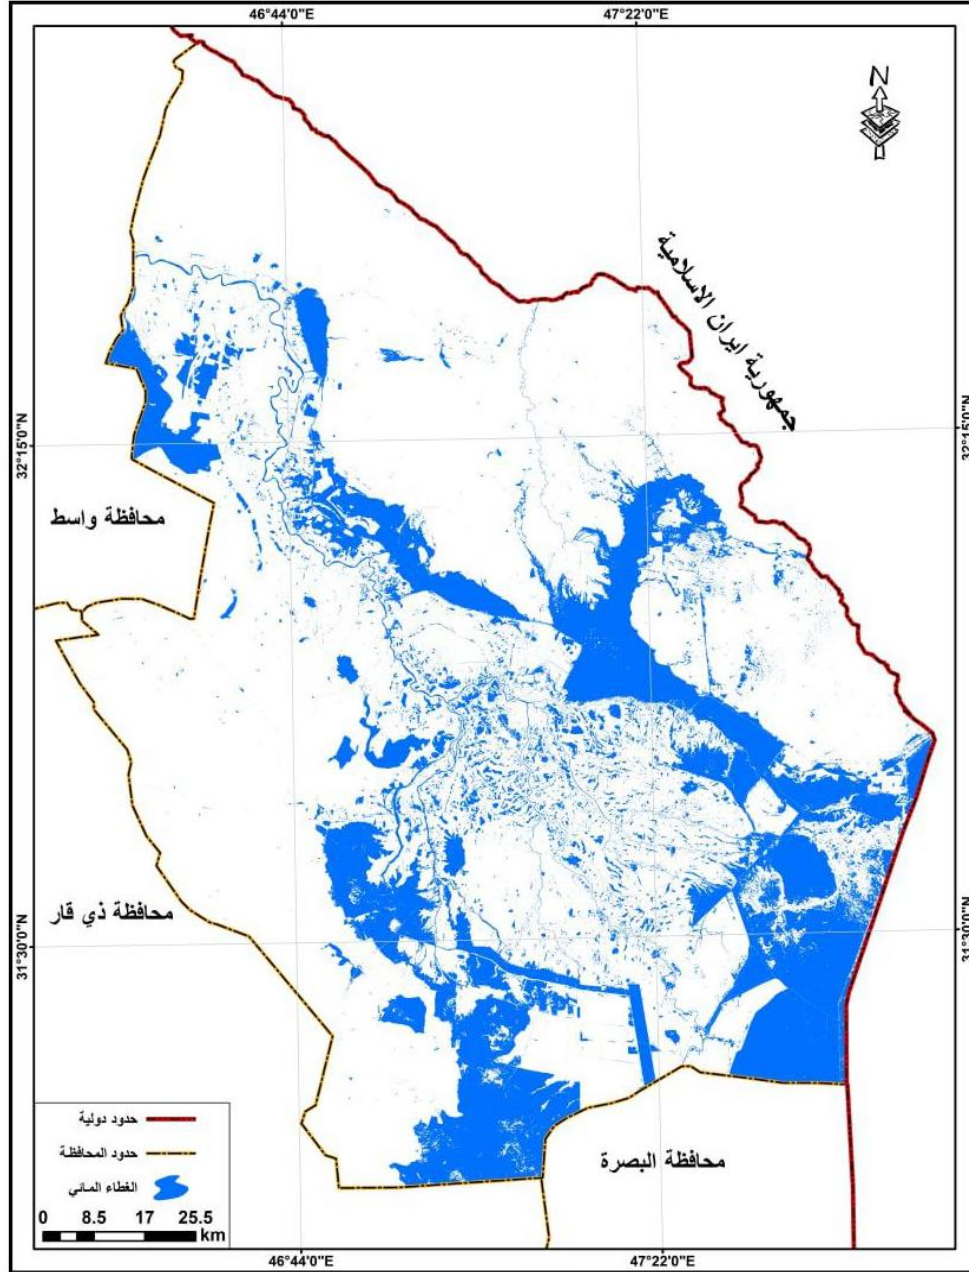 46°44'0"E
47°22'0"E
N
جمهورية ايران الاسلامية
32°15'0"N
32°15'0"N
محافظة واسط
محافظة ذي قار
31°30'0"N
31°30'0"N
محافظة البصرة
حدود دولية
حدود المحافظة
الغطاء المائي
0 8.5 17 25.5
km
46°44'0"E
47°22'0"E